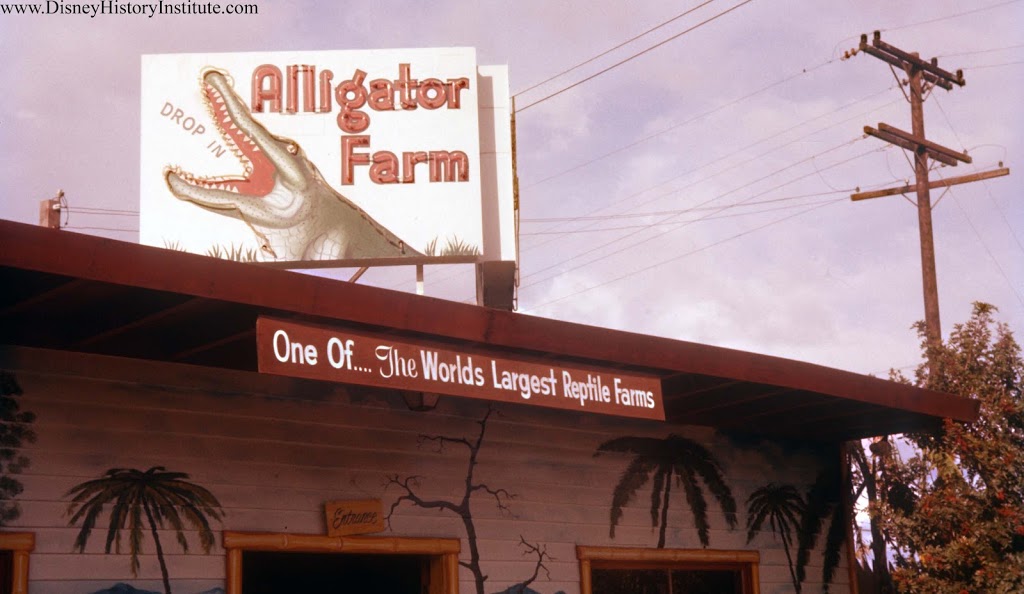 www.DisneyHistoryInstitute.com
Alligator
Farm
DROP IN
One Of.... The Worlds Largest Reptile Farms
Entrance